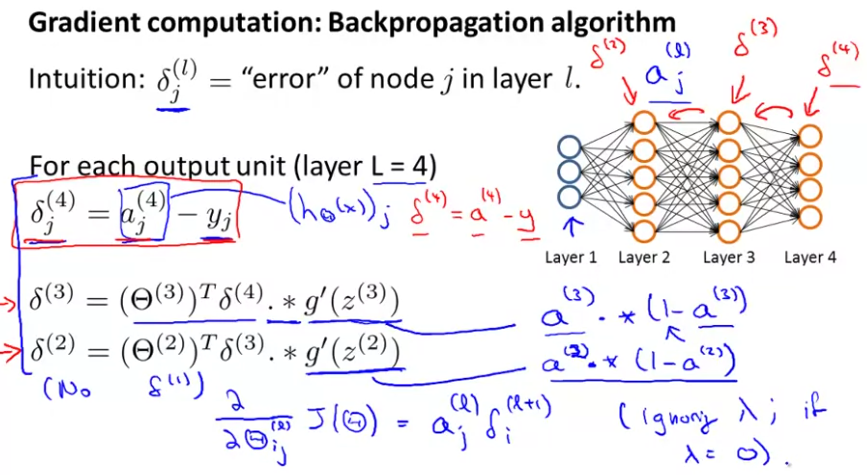 Gradient computation: Backpropagation algorithm
Intuition: δ_j^(l) = “error” of node j in layer l.
δ^(2) a_j^(l) δ^(3) δ^(4)
For each output unit (layer L = 4)
δ_j^(4) = a_j^(4) − y_j (h_Θ(x))_j δ^(4) = a^(4) − y
Layer 1 Layer 2 Layer 3 Layer 4
δ^(3) = (Θ^(3))^T δ^(4) .∗ g′(z^(3)) a^(3) .* (1−a^(3))
δ^(2) = (Θ^(2))^T δ^(3) .∗ g′(z^(2)) a^(2) .* (1−a^(2))
(No δ^(1))
∂/∂Θ_ij^(l) J(Θ) = a_j^(l) δ_i^(l+1) (Ignoring λ; if
λ = 0).